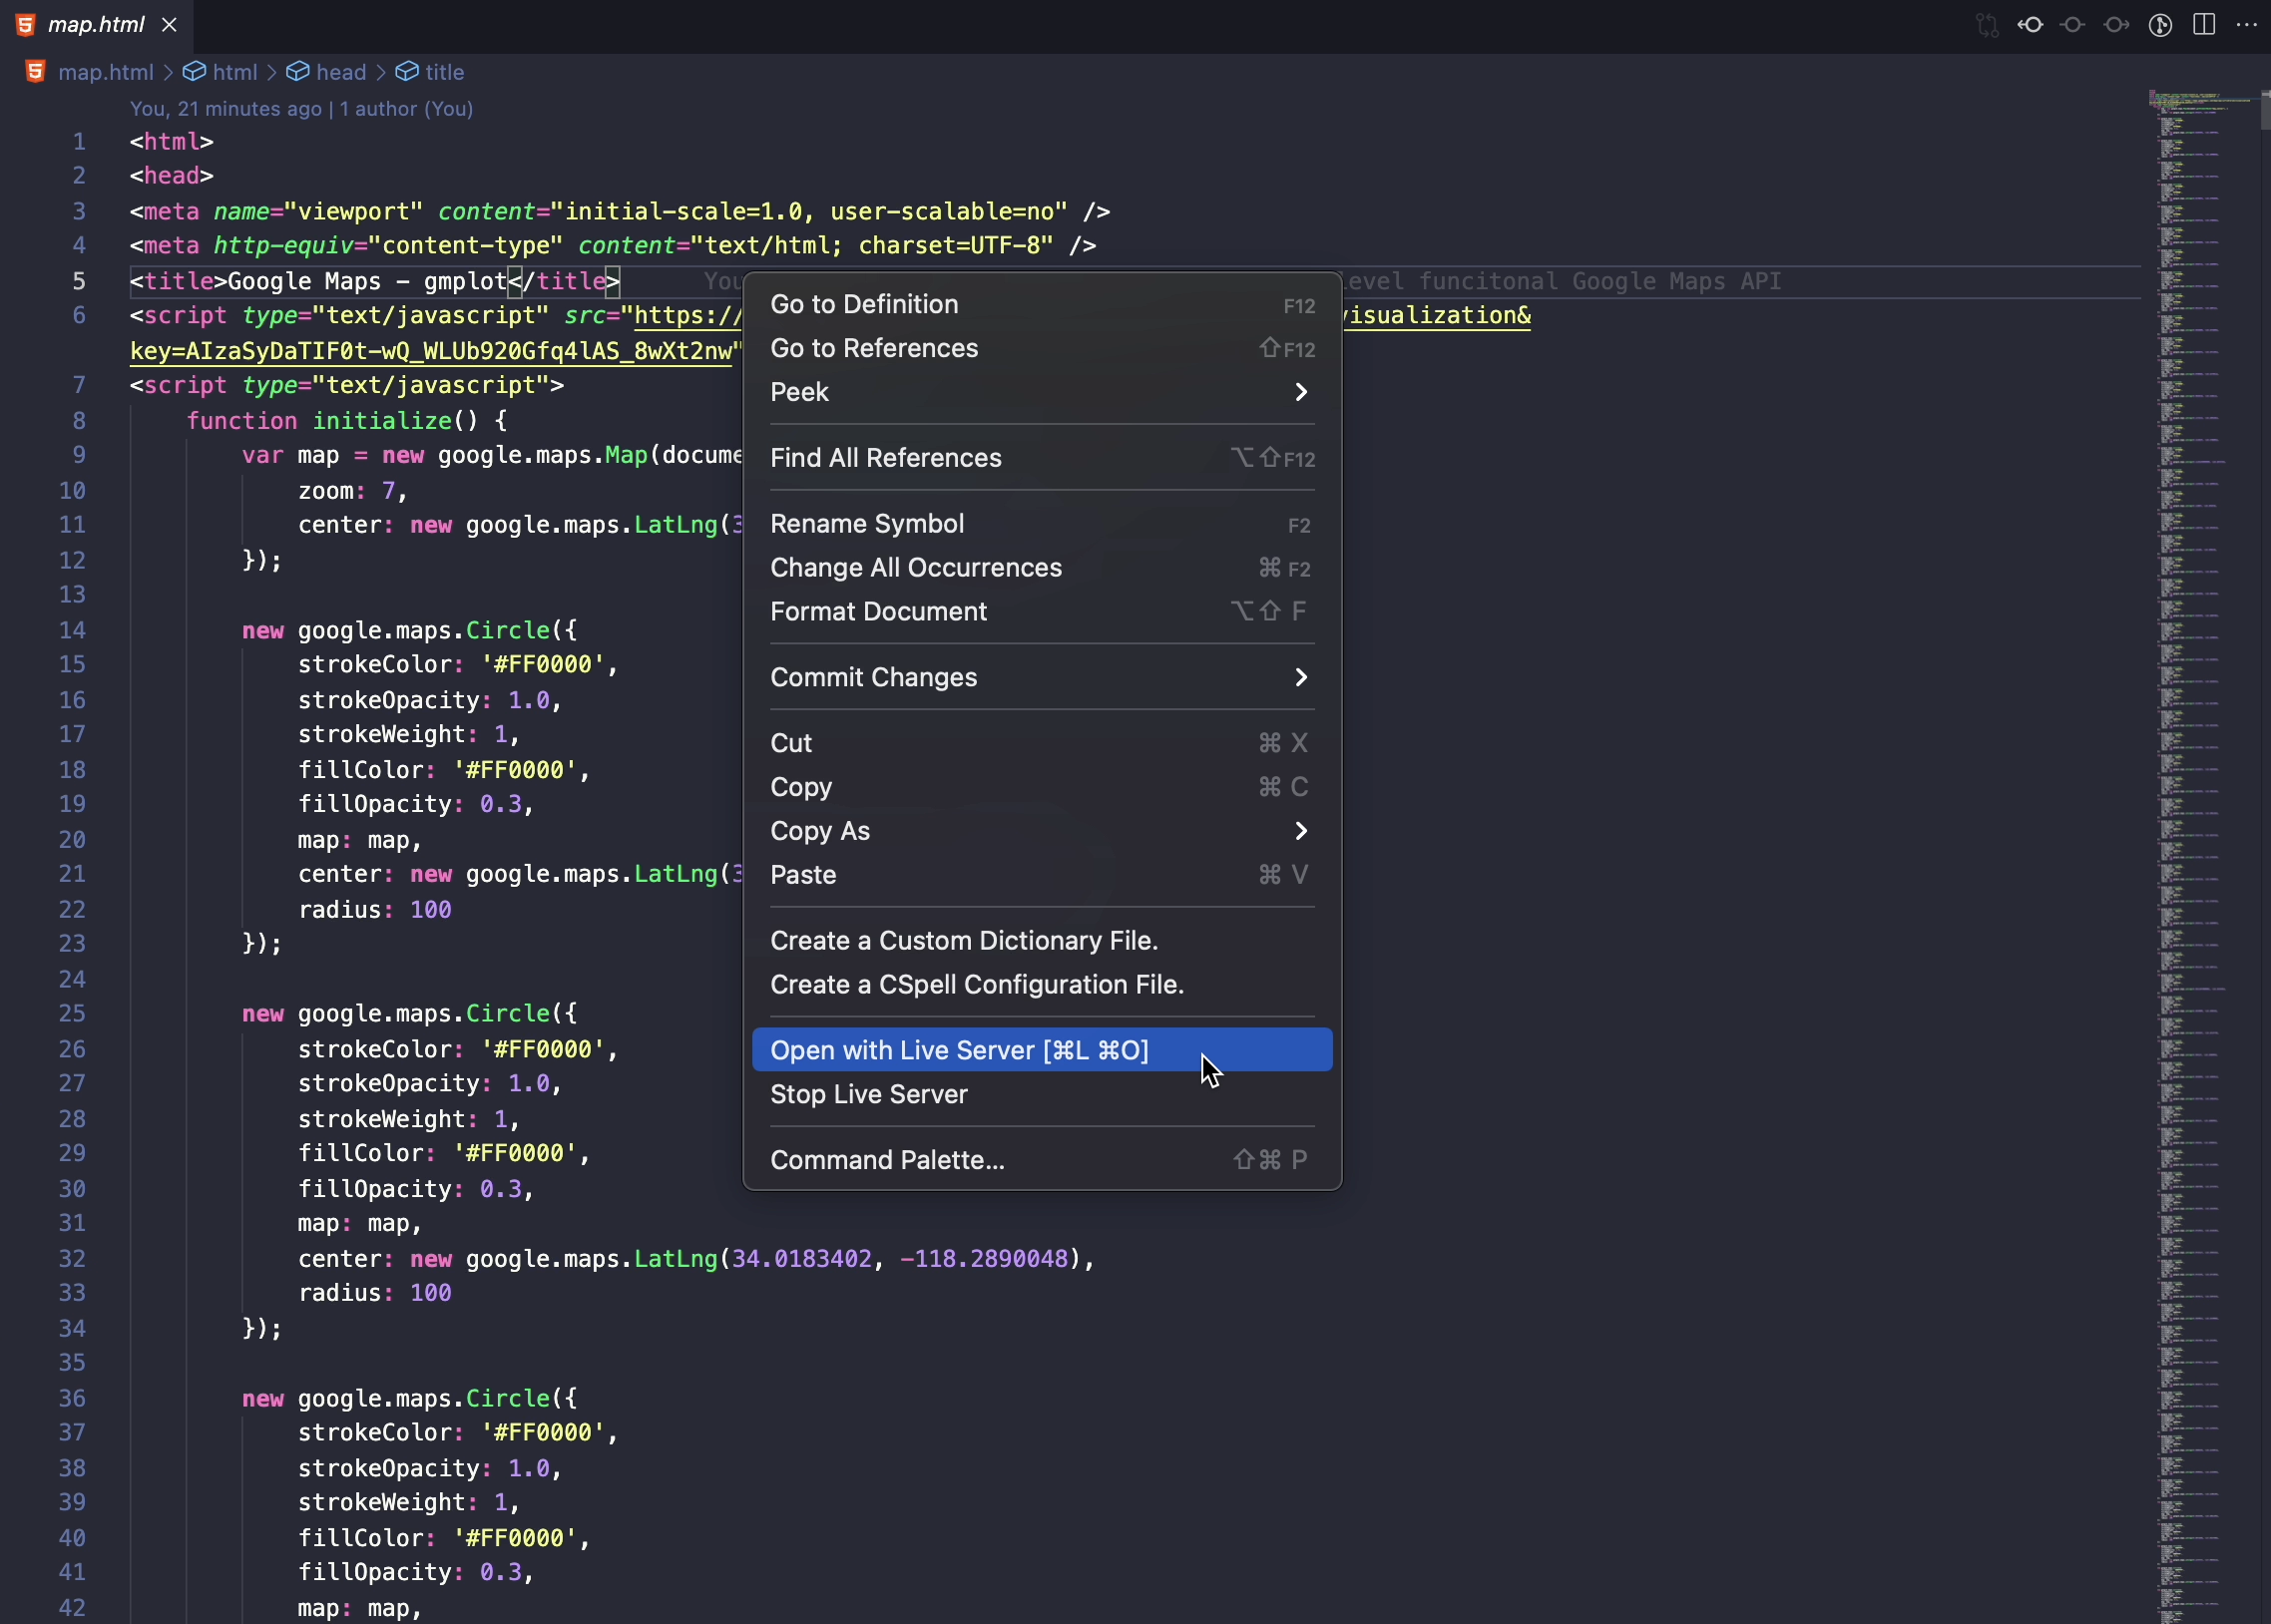 map.html
map.html > html > head > title
You, 21 minutes ago | 1 author (You)
1 <html>
2 <head>
3 <meta name="viewport" content="initial-scale=1.0, user-scalable=no" />
4 <meta http-equiv="content-type" content="text/html; charset=UTF-8" />
5 <title>Google Maps - gmplot</title> You level funcitonal Google Maps API
6 <script type="text/javascript" src="https:// visualization&
key=AIzaSyDaTIF0t-wQ_WLUb920Gfq4lAS_8wXt2nw"
7 <script type="text/javascript">
8 function initialize() {
9 var map = new google.maps.Map(docume
10 zoom: 7,
11 center: new google.maps.LatLng(3
12 });
13
14 new google.maps.Circle({
15 strokeColor: '#FF0000',
16 strokeOpacity: 1.0,
17 strokeWeight: 1,
18 fillColor: '#FF0000',
19 fillOpacity: 0.3,
20 map: map,
21 center: new google.maps.LatLng(3
22 radius: 100
23 });
24
25 new google.maps.Circle({
26 strokeColor: '#FF0000',
27 strokeOpacity: 1.0,
28 strokeWeight: 1,
29 fillColor: '#FF0000',
30 fillOpacity: 0.3,
31 map: map,
32 center: new google.maps.LatLng(34.0183402, -118.2890048),
33 radius: 100
34 });
35
36 new google.maps.Circle({
37 strokeColor: '#FF0000',
38 strokeOpacity: 1.0,
39 strokeWeight: 1,
40 fillColor: '#FF0000',
41 fillOpacity: 0.3,
42 map: map,
Go to Definition F12
Go to References ⇧F12
Peek
Find All References ⌥⇧F12
Rename Symbol F2
Change All Occurrences ⌘F2
Format Document ⌥⇧F
Commit Changes
Cut ⌘X
Copy ⌘C
Copy As
Paste ⌘V
Create a Custom Dictionary File.
Create a CSpell Configuration File.
Open with Live Server [⌘L ⌘O]
Stop Live Server
Command Palette... ⇧⌘P